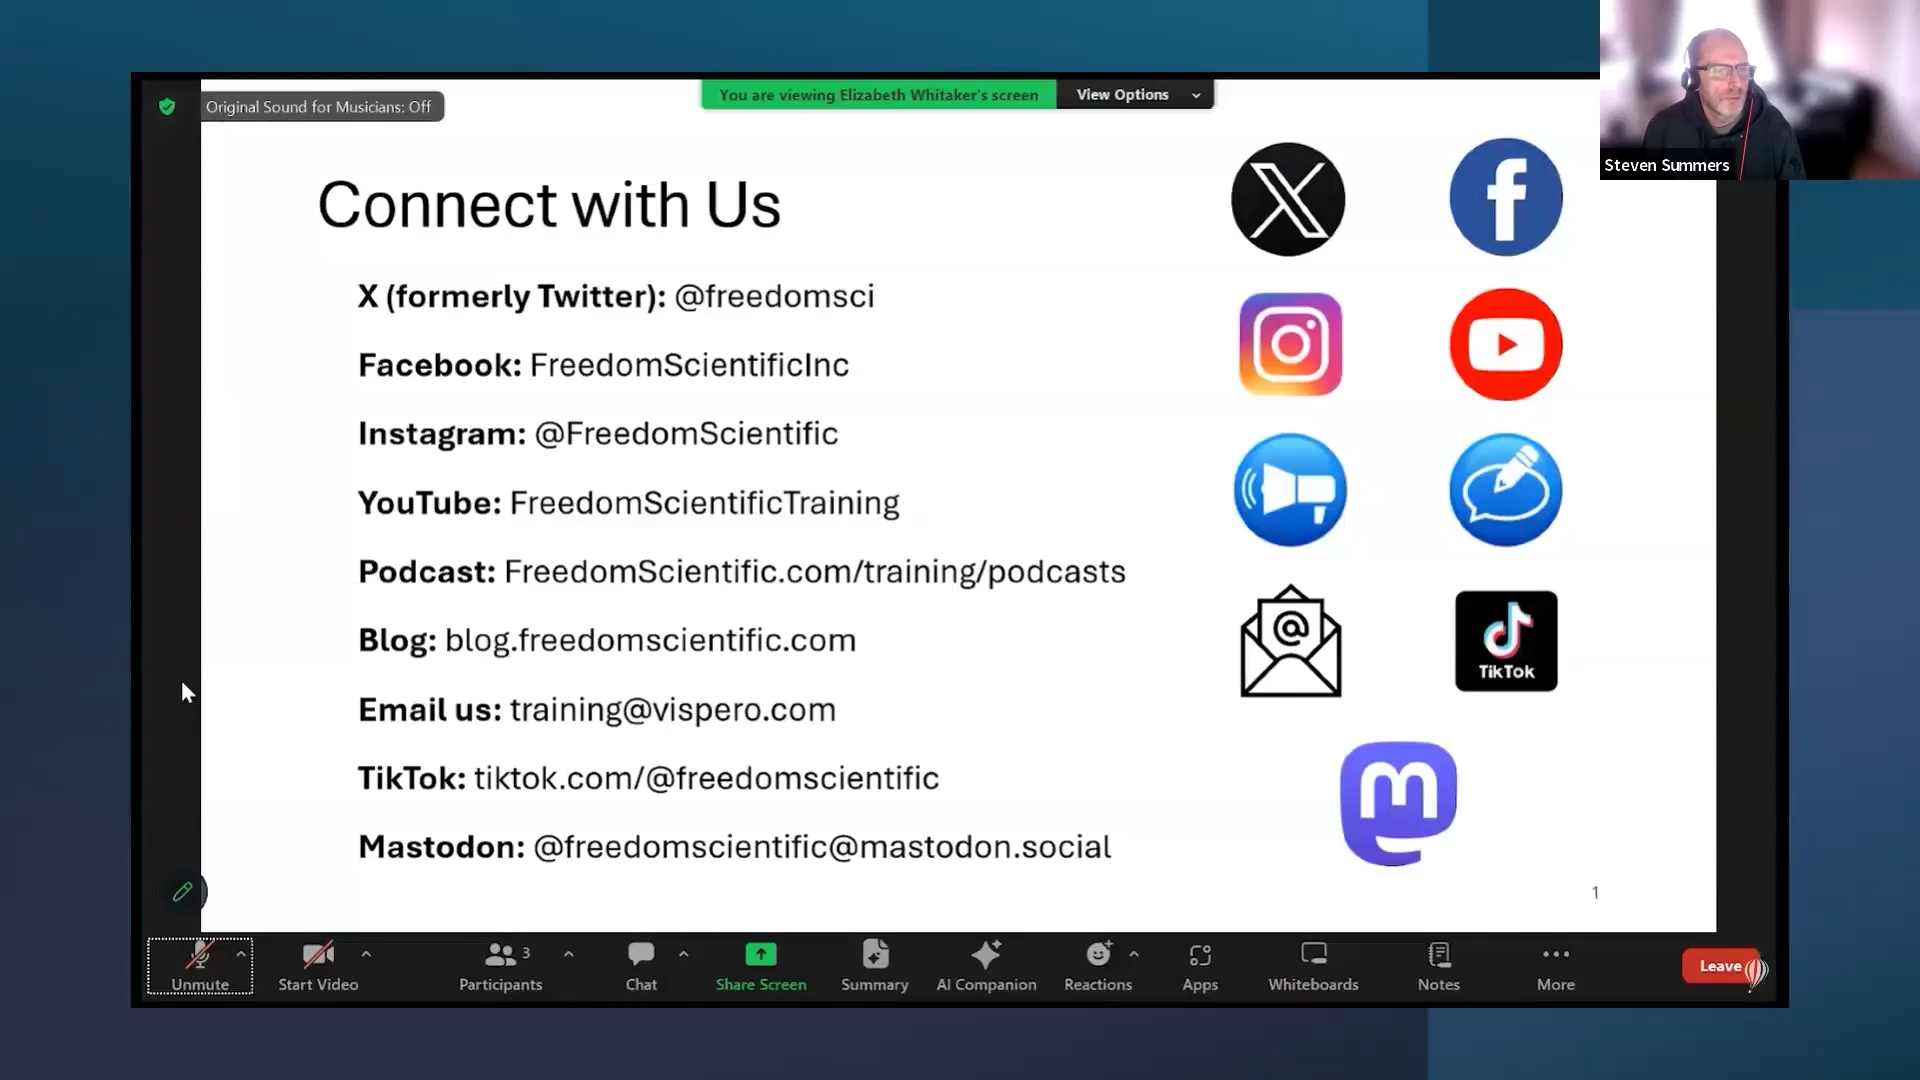 Original Sound for Musicians: Off
You are viewing Elizabeth Whitaker's screen
View Options
Steven Summers
Connect with Us
X (formerly Twitter): @freedomsci
Facebook: FreedomScientificInc
Instagram: @FreedomScientific
YouTube: FreedomScientificTraining
Podcast: FreedomScientific.com/training/podcasts
Blog: blog.freedomscientific.com
Email us: training@vispero.com
TikTok: tiktok.com/@freedomscientific
Mastodon: @freedomscientific@mastodon.social
TikTok
1
Unmute
Start Video
3
Participants
Chat
Share Screen
Summary
AI Companion
Reactions
Apps
Whiteboards
Notes
More
Leave